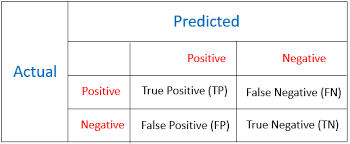 Predicted
Actual
Positive Negative
Positive True Positive (TP) False Negative (FN)
Negative False Positive (FP) True Negative (TN)